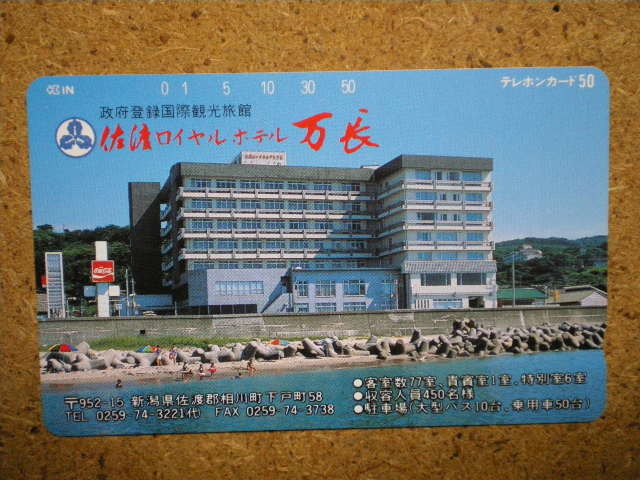 IN 0 1 5 10 30 50 テレホンカード50
政府登録国際観光旅館
佐渡ロイヤルホテル 万長
〒952-15 新潟県佐渡郡相川町下戸町58
TEL 0259-74-3221代) FAX 0259 74 3738
●客室数77室、貴賓室1室、特別室6室
●収容人員450名様
●駐車場(大型バス10台、乗用車50台)